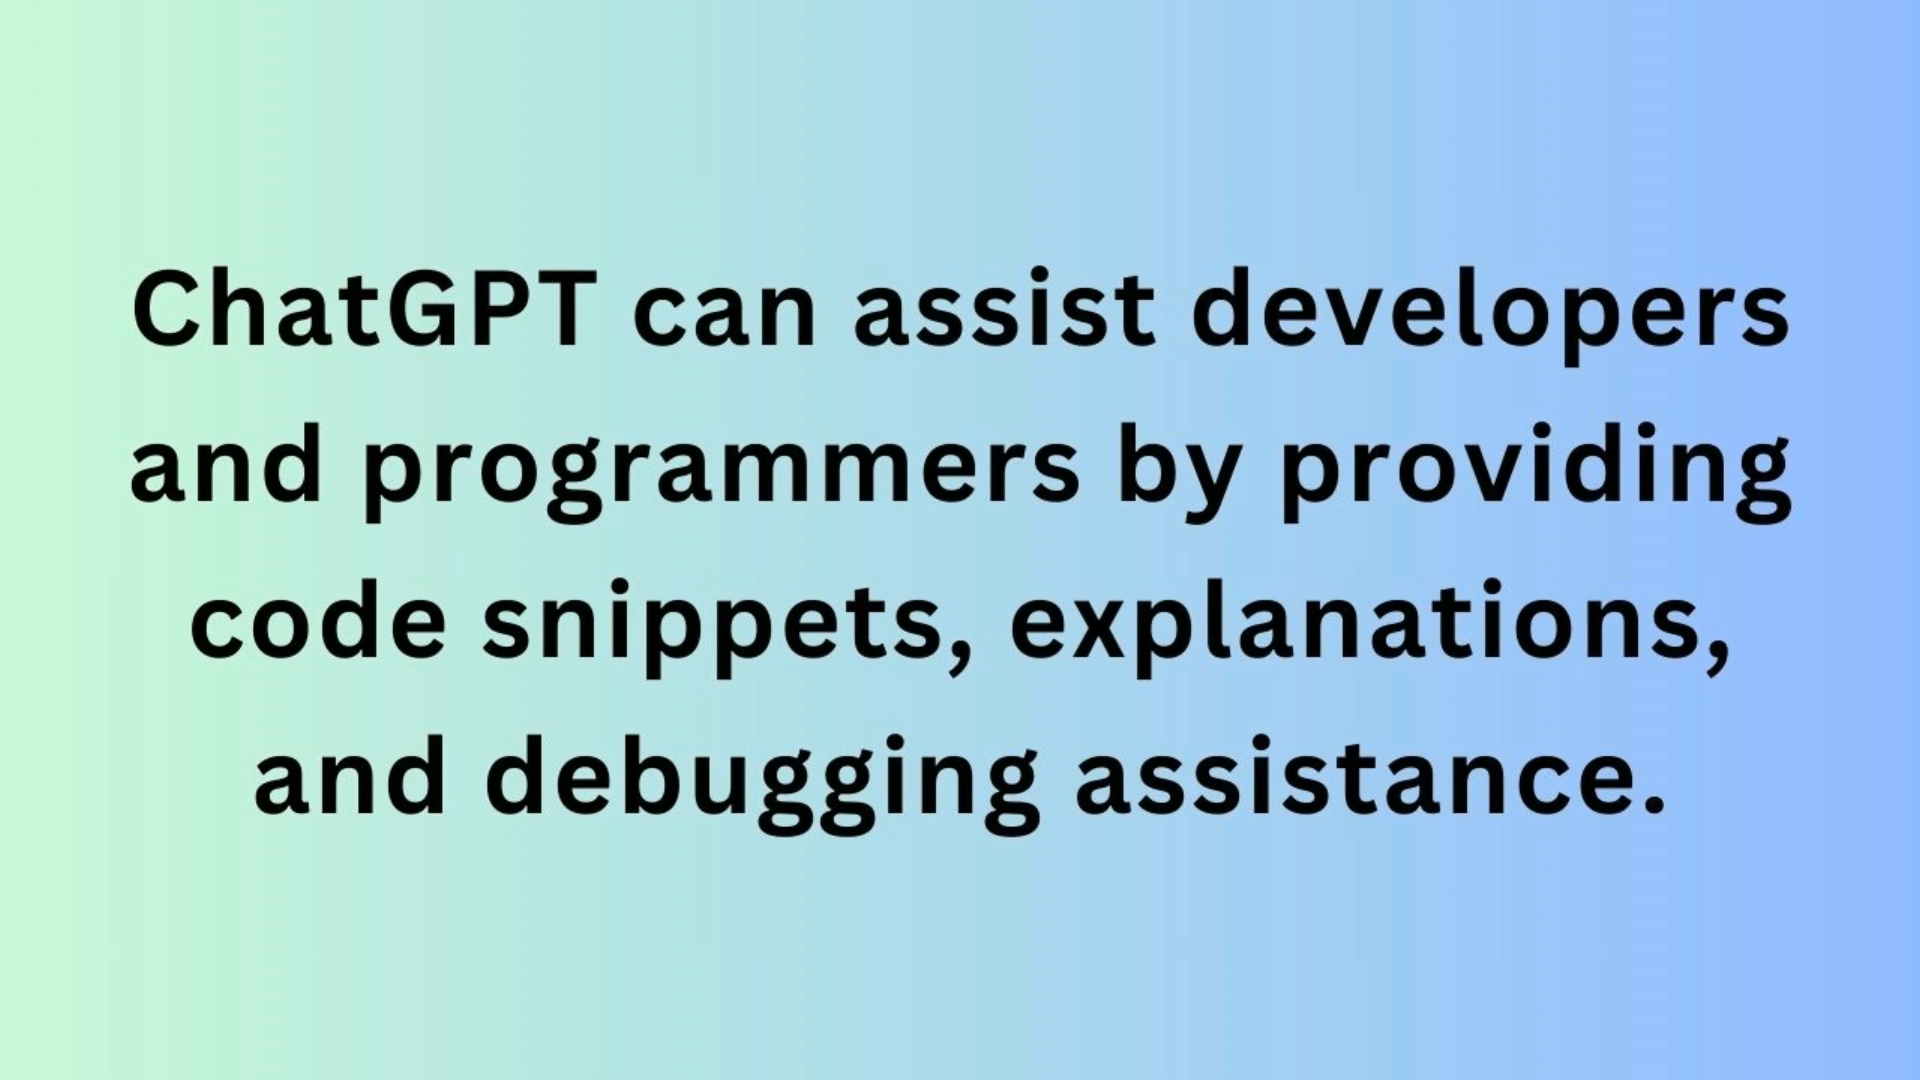 ChatGPT can assist developers
and programmers by providing
code snippets, explanations,
and debugging assistance.